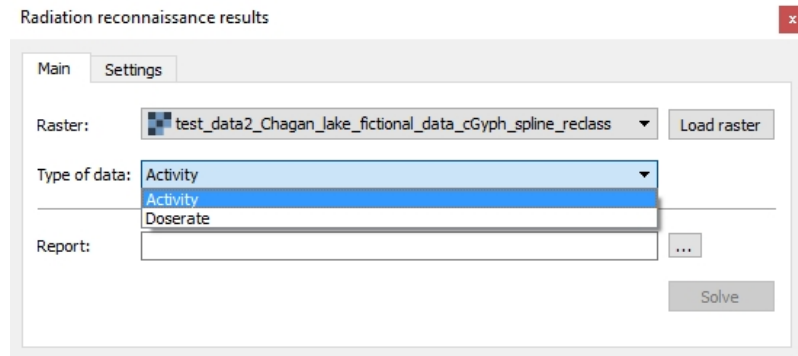 Radiation reconnaissance results
x
Main Settings
Raster: test_data2_Chagan_lake_fictional_data_cGyph_spline_reclass Load raster
Type of data: Activity
Activity
Doserate
Report: ...
Solve